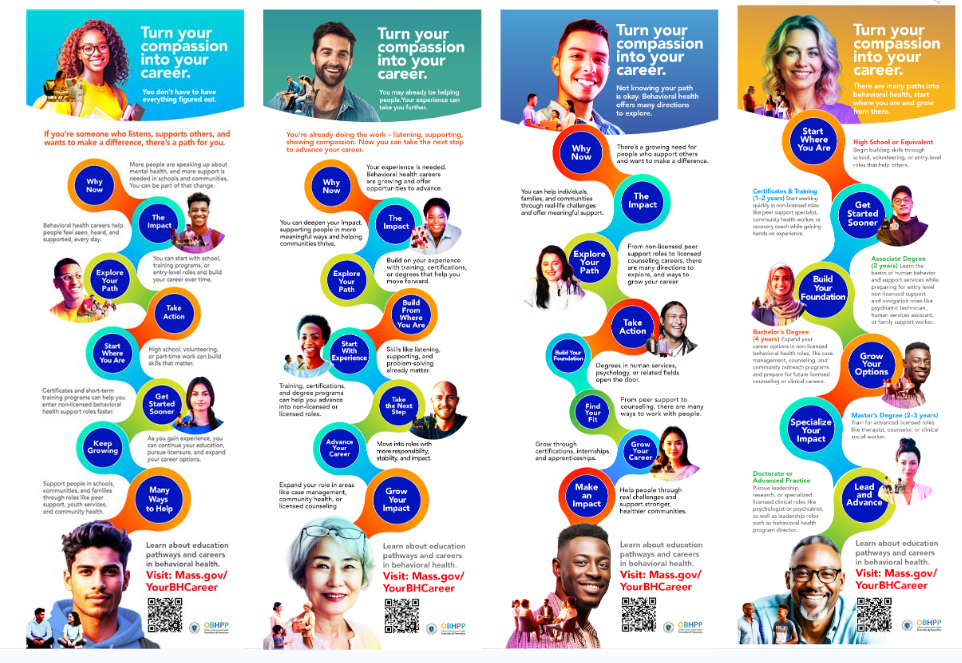 Turn your
compassion
into your
career.
You don't have to
have everything figured out.
If you're someone who listens, supports others, and
wants to make a difference, there's a path for you.
Why
Now
More people are speaking up about
mental health, and more support is
needed in schools and communities.
You can be part of that change.
The
Impact
Behavioral health careers help
people feel seen, heard, and
supported, every day.
Explore
Your
Path
You can start with school,
training programs, or
entry-level roles and build
your career over time.
Take
Action
Start
Where
You Are
High school, volunteering,
or part-time work can build
skills that matter.
Get
Started
Sooner
Certificates and short-term
training programs can help you
enter non-licensed behavioral
health support roles faster.
Keep
Growing
As you gain experience, you
can continue your education,
pursue licensure, and expand
your career options.
Many
Ways
to Help
Support people in schools,
communities, and families
through roles like peer
support, youth services,
and community health.
Learn about education
pathways and careers
in behavioral health.
Visit: Mass.gov/
YourBHCareer
OBHPP
Turn your
compassion
into your
career.
You may already be helping
people.Your experience can
take you further.
You're already doing the work – listening, supporting,
showing compassion. Now you can take the next step
to advance your career.
Why
Now
Your experience is needed.
Behavioral health careers
are growing and offer
opportunities to advance.
The
Impact
You can deepen your impact,
supporting people in more
meaningful ways and helping
communities thrive.
Explore
Your
Path
Build on your experience
with training, certifications,
or degrees that help you
move forward.
Build
From
Where
You Are
Start
With
Experience
Skills like listening,
supporting, and
problem-solving
already matter.
Take
the Next
Step
Training, certifications,
and degree programs
can help you advance
into non-licensed or
licensed roles.
Advance
Your
Career
Move into roles with
more responsibility,
stability, and impact.
Grow
Your
Impact
Expand your role in areas
like case management,
community health, or
licensed counseling
Learn about education
pathways and careers
in behavioral health.
Visit: Mass.gov/
YourBHCareer
OBHPP
Turn your
compassion
into your
career.
Not knowing your path
is okay. Behavioral health
offers many directions
to explore.
Why
Now
There's a growing need for
people who support others
and want to make a difference.
The
Impact
You can help individuals,
families, and communities
through real-life challenges
and offer meaningful support.
Explore
Your
Path
From non-licensed peer
support roles to licensed
counseling careers, there
are many directions to
explore, and ways to
grow your career.
Take
Action
Build Your
Foundation
Degrees in human services,
psychology, or related fields
open the door.
Find
Your
Fit
From peer support to
counseling, there are many
ways to work with people.
Grow
Your
Career
Grow through
certifications, internships,
and apprenticeships.
Make
an
Impact
Help people through
real challenges and
support stronger,
healthier communities.
Learn about education
pathways and careers
in behavioral health.
Visit: Mass.gov/
YourBHCareer
OBHPP
Turn your
compassion
into your
career.
There are many paths into
behavioral health, start
where you are and grow
from there.
Start
Where
You Are
High School or Equivalent
Begin building skills through
school, volunteering, or entry-level
roles that help others.
Get
Started
Sooner
Certificates & Training
(1–2 years) Start working
quickly in non-licensed roles
like peer support specialist,
community health worker, or
recovery coach while gaining
hands-on experience.
Build
Your
Foundation
Associate Degree
(2 years) Learn the
basics of human behavior
and support services while
preparing for entry level
non-licensed support
and navigation roles like
psychiatric technician,
human services assistant,
or family support worker.
Grow
Your
Options
Bachelor's Degree
(4 years) Expand your
career options in non-licensed
behavioral health roles, like case
management, counseling, and
community outreach programs
and prepare for future licensed
counseling or clinical careers.
Specialize
Your
Impact
Master's Degree (2–3 years)
Train for advanced licensed roles
like therapist, counselor, or clinical
social worker.
Lead
and
Advance
Doctorate or
Advanced Practice
Pursue leadership,
research, or specialized
licensed clinical roles like
psychologist or psychiatrist,
as well as leadership roles
such as behavioral health
program director.
Learn about education
pathways and careers
in behavioral health.
Visit: Mass.gov/
YourBHCareer
OBHPP